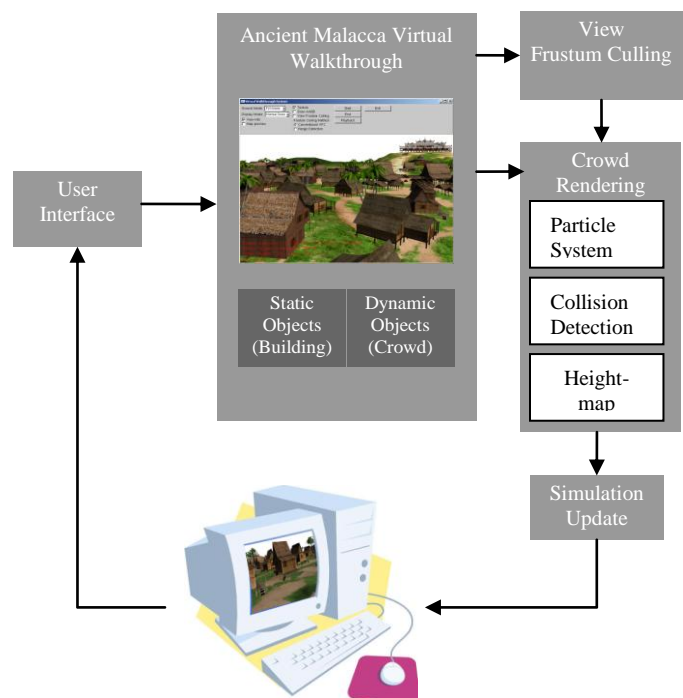 Ancient Malacca Virtual
Walkthrough
View
Frustum Culling
User
Interface
Crowd
Rendering
Particle
System
Collision
Detection
Height-
map
Static
Objects
(Building)
Dynamic
Objects
(Crowd)
Simulation
Update